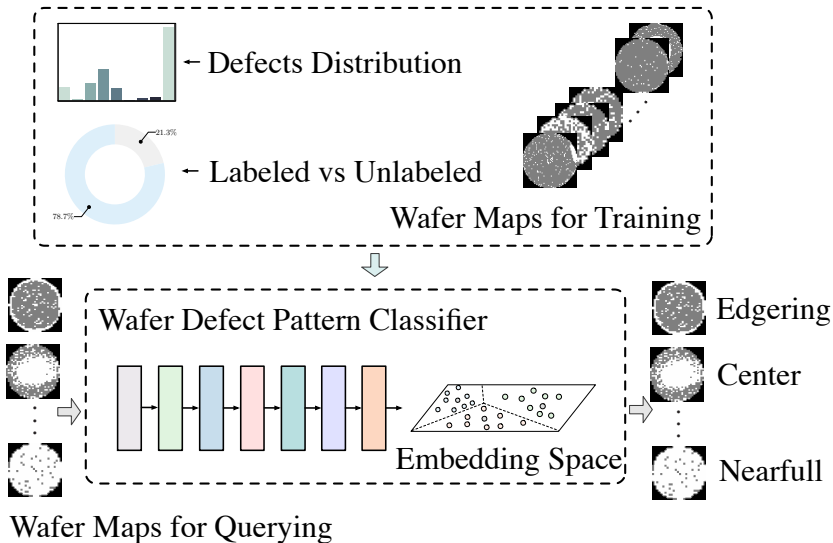 Defects Distribution
21.3%
Labeled vs Unlabeled
78.7%
Wafer Maps for Training
Wafer Defect Pattern Classifier
Edgering
Center
Embedding Space
Nearfull
Wafer Maps for Querying